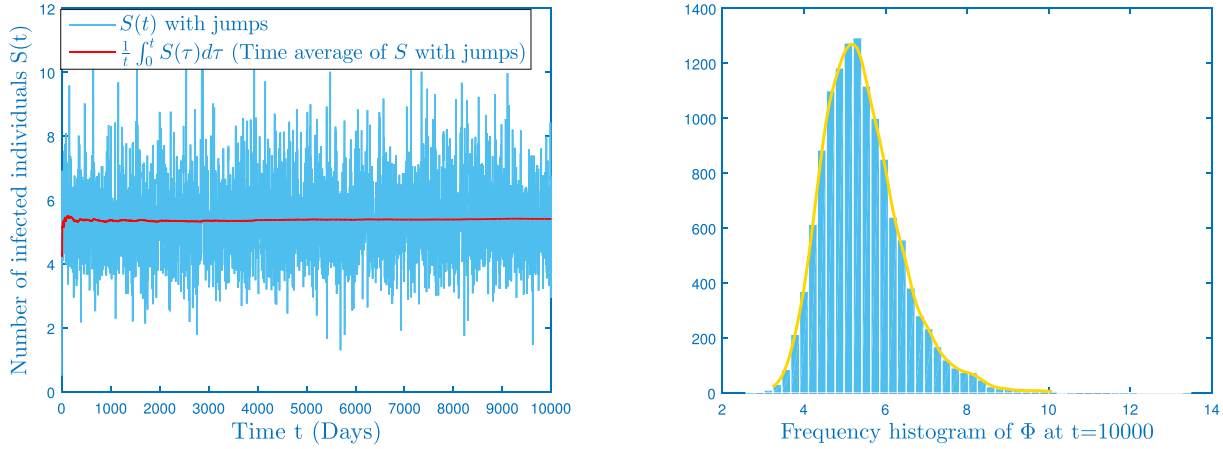 S(t) with jumps
1/t ∫_0^t S(τ)dτ (Time average of S with jumps)
Number of infected individuals S(t)
12
10
8
6
4
2
0
0 1000 2000 3000 4000 5000 6000 7000 8000 9000 10000
Time t (Days)
1400
1200
1000
800
600
400
200
0
2 4 6 8 10 12 14
Frequency histogram of Φ at t=10000